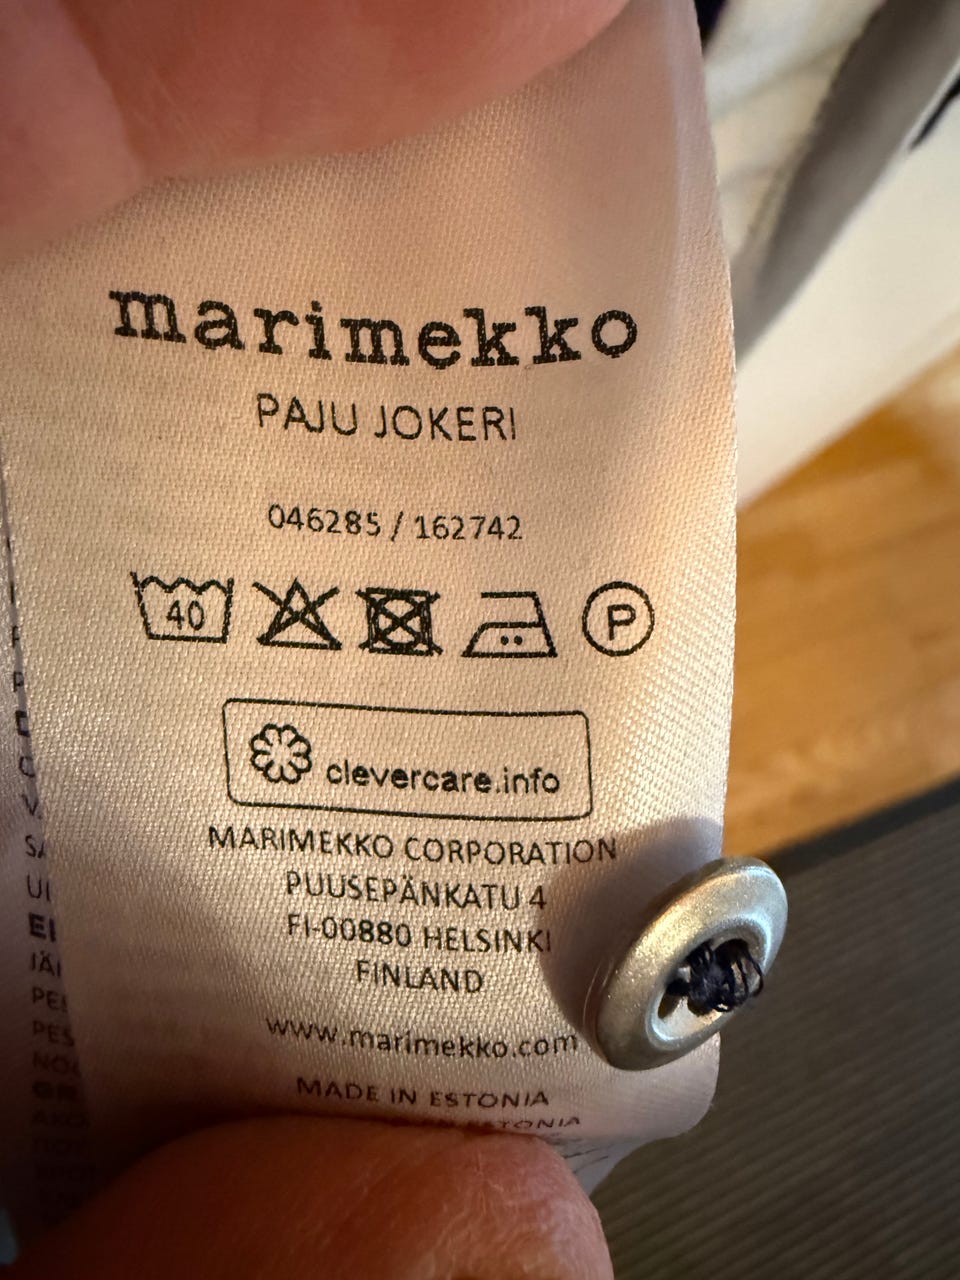 marimekko
PAJU JOKERI
046285 / 162742
40
P
clevercare.info
MARIMEKKO CORPORATION
PUUSEPÄNKATU 4
FI-00880 HELSINKI
FINLAND
www.marimekko.com
MADE IN ESTONIA